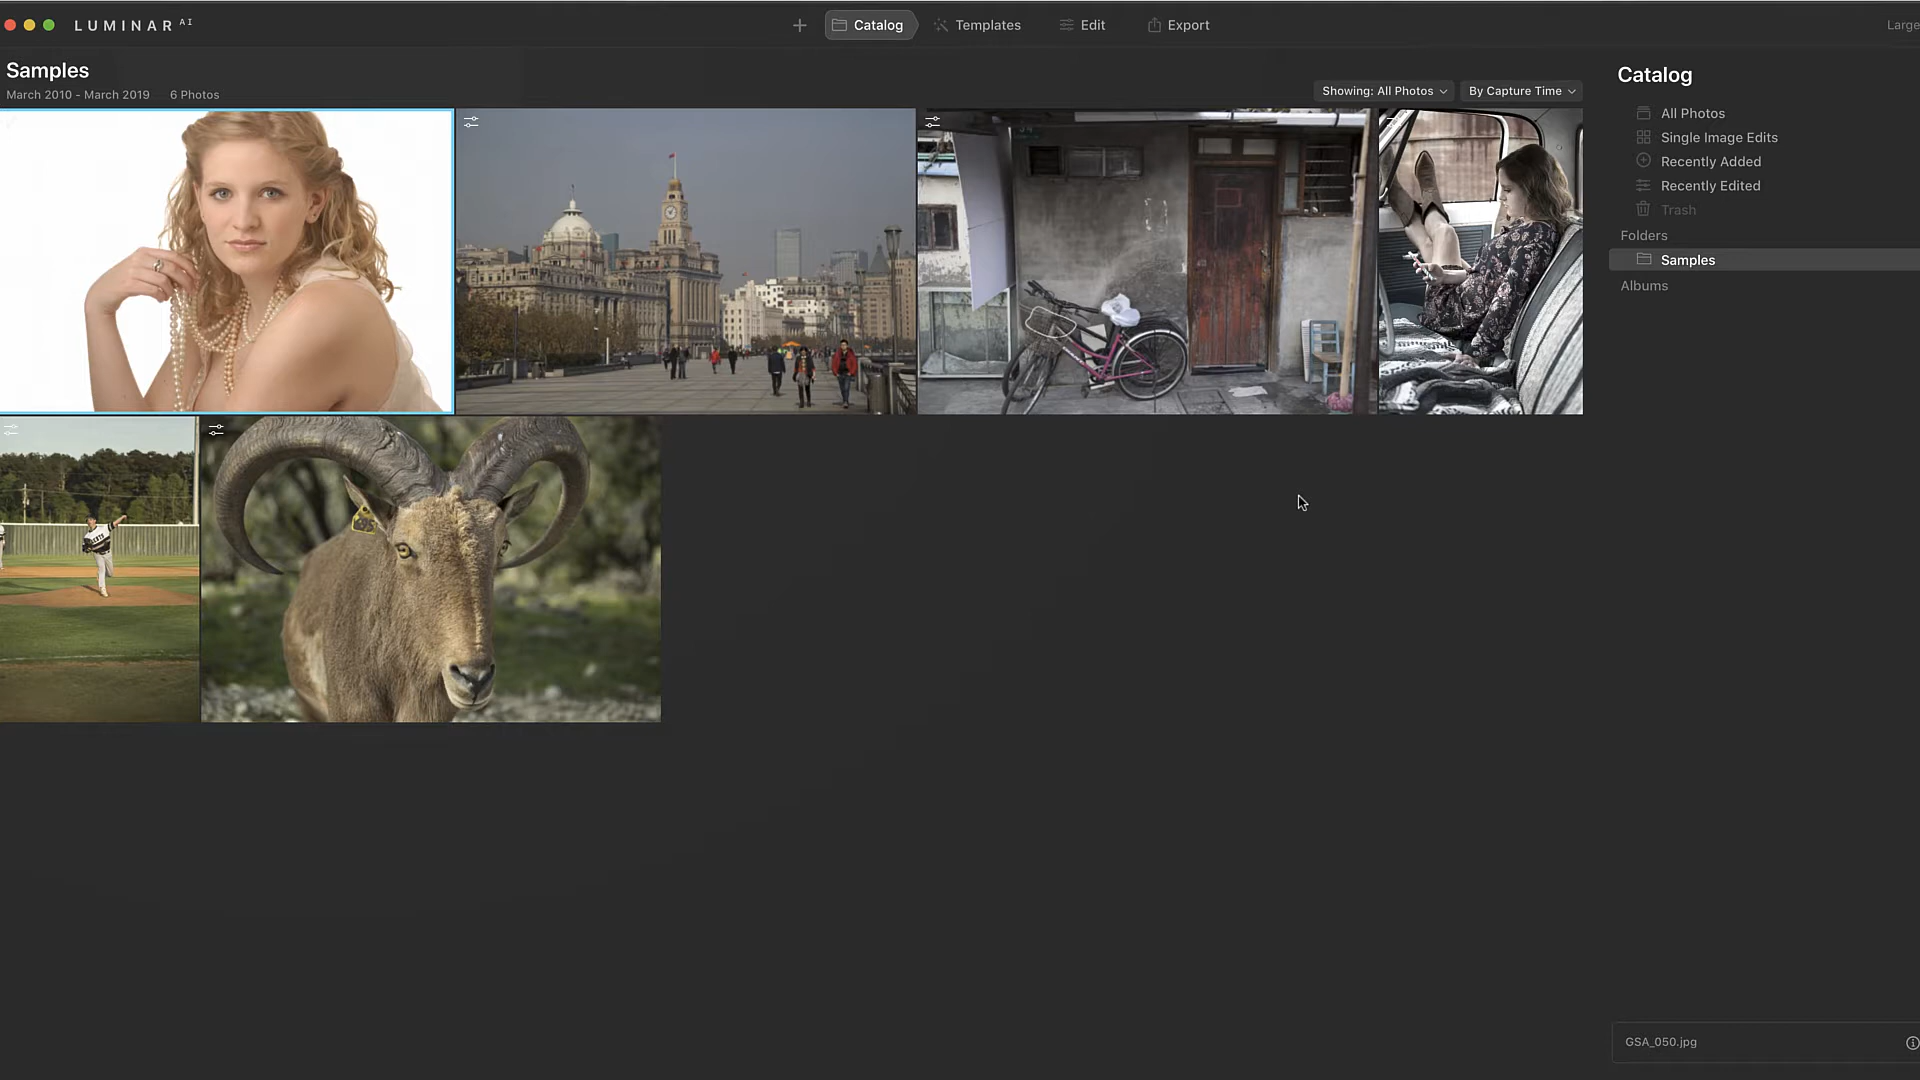 LUMINAR AI
Catalog
Templates
Edit
Export
Large
Samples
March 2010 - March 2019 6 Photos
Showing: All Photos
By Capture Time
Catalog
All Photos
Single Image Edits
Recently Added
Recently Edited
Trash
Folders
Samples
Albums
GSA_050.jpg